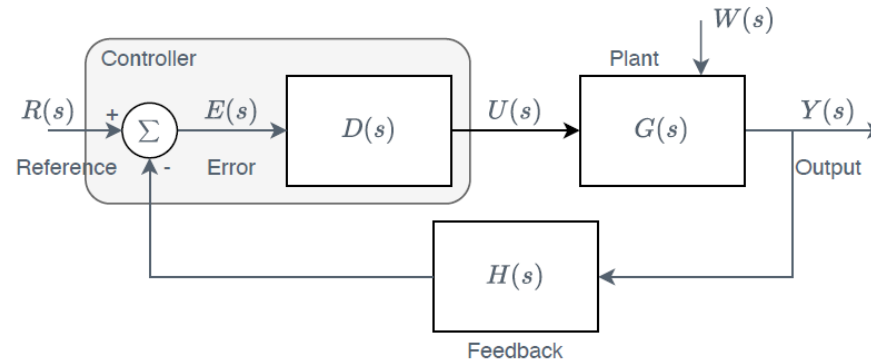 W(s)
Controller
Plant
R(s)
+
Σ
E(s)
D(s)
U(s)
G(s)
Y(s)
Reference
-
Error
Output
H(s)
Feedback